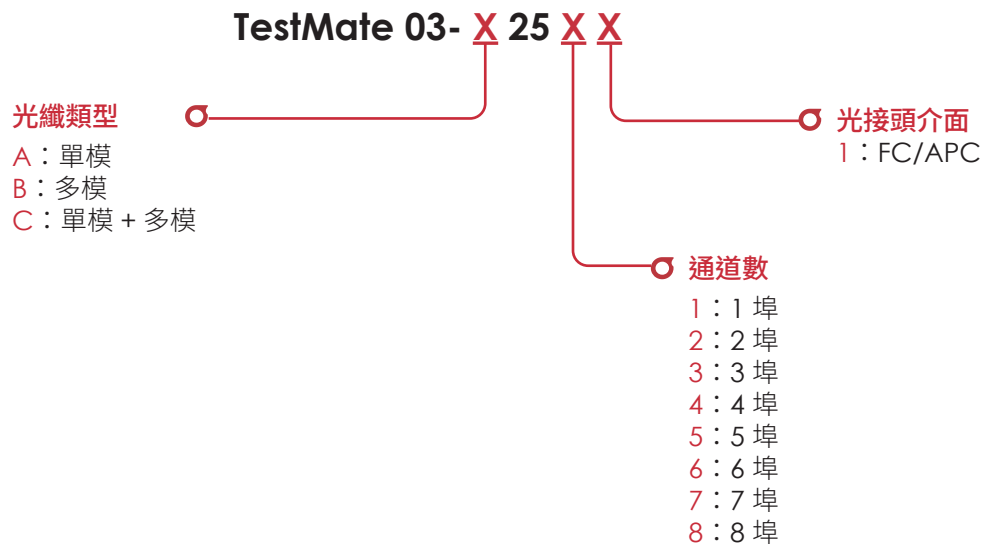 TestMate 03- X 25 X X
光纖類型
A：單模
B：多模
C：單模 + 多模
光接頭介面
1：FC/APC
通道數
1：1 埠
2：2 埠
3：3 埠
4：4 埠
5：5 埠
6：6 埠
7：7 埠
8：8 埠